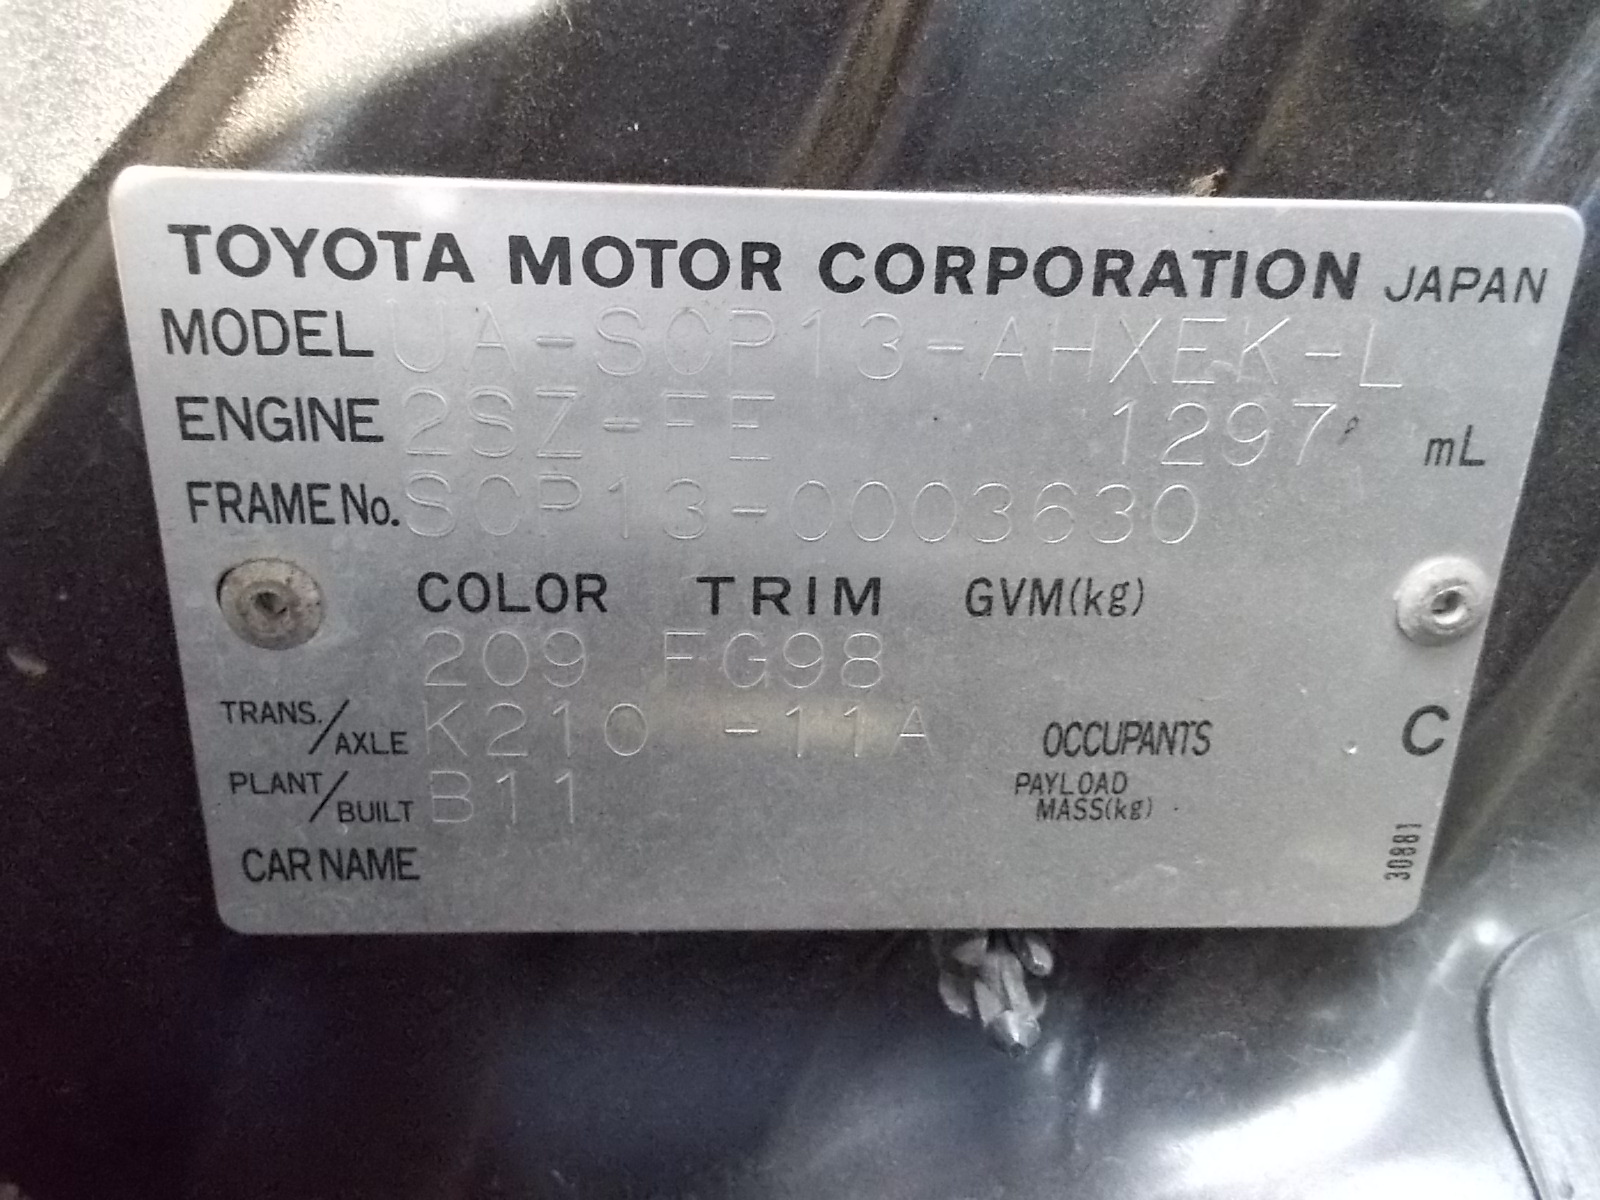 TOYOTA MOTOR CORPORATION JAPAN
MODEL UA-SCP13-AHXEK-L
ENGINE 2SZ-FE 1297 mL
FRAME No. SCP13-0003630
COLOR TRIM GVM(kg)
209 FG98
TRANS./AXLE K210 -11A OCCUPANTS C
PLANT/BUILT B11 PAYLOAD MASS(kg)
CAR NAME
30881